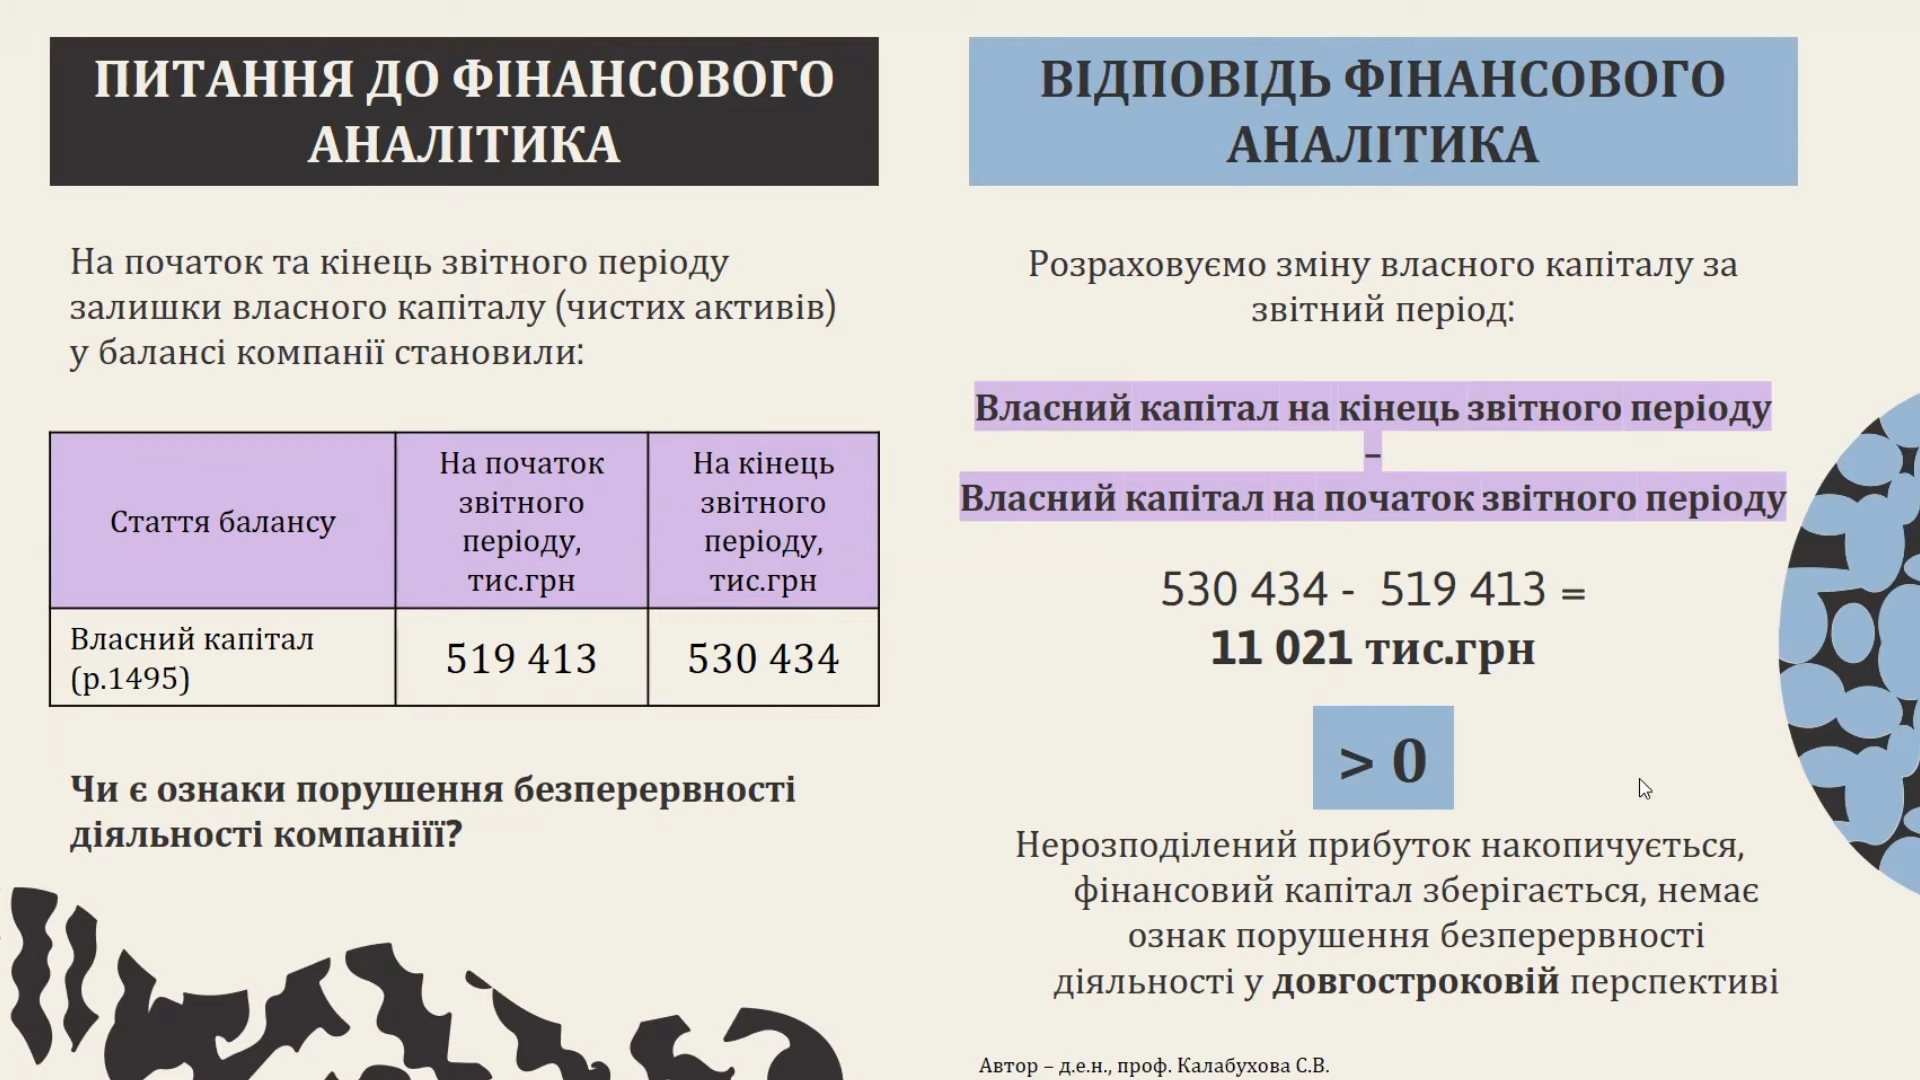 ПИТАННЯ ДО ФІНАНСОВОГО
АНАЛІТИКА
На початок та кінець звітного періоду
залишки власного капіталу (чистих активів)
у балансі компанії становили:
Стаття балансу
На початок
звітного
періоду,
тис.грн
На кінець
звітного
періоду,
тис.грн
Власний капітал
(р.1495)
519 413
530 434
Чи є ознаки порушення безперервності
діяльності компаніїї?
ВІДПОВІДЬ ФІНАНСОВОГО
АНАЛІТИКА
Розраховуємо зміну власного капіталу за
звітний період:
Власний капітал на кінець звітного періоду
–
Власний капітал на початок звітного періоду
530 434 - 519 413 =
11 021 тис.грн
> 0
Нерозподілений прибуток накопичується,
фінансовий капітал зберігається, немає
ознак порушення безперервності
діяльності у довгостроковій перспективі
Автор – д.е.н., проф. Калабухова С.В.